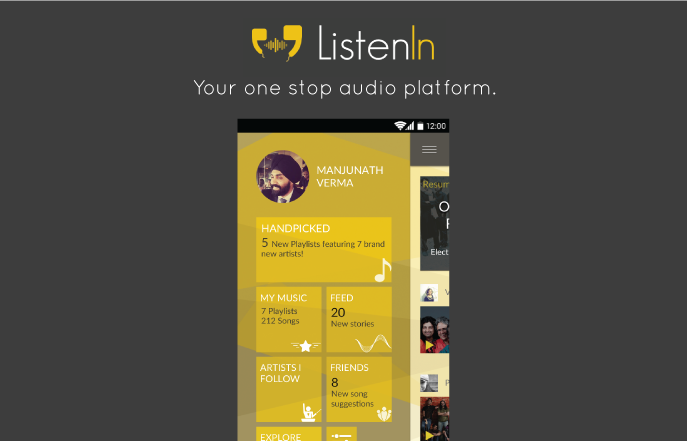 ListenIn
Your one stop audio platform.
12:00
MANJUNATH
VERMA
HANDPICKED
5 New Playlists featuring 7 brand
new artists!
MY MUSIC
7 Playlists
212 Songs
FEED
20
New stories
ARTISTS I
FOLLOW
FRIENDS
8
New song
suggestions
EXPLORE
Resum
O
Elect